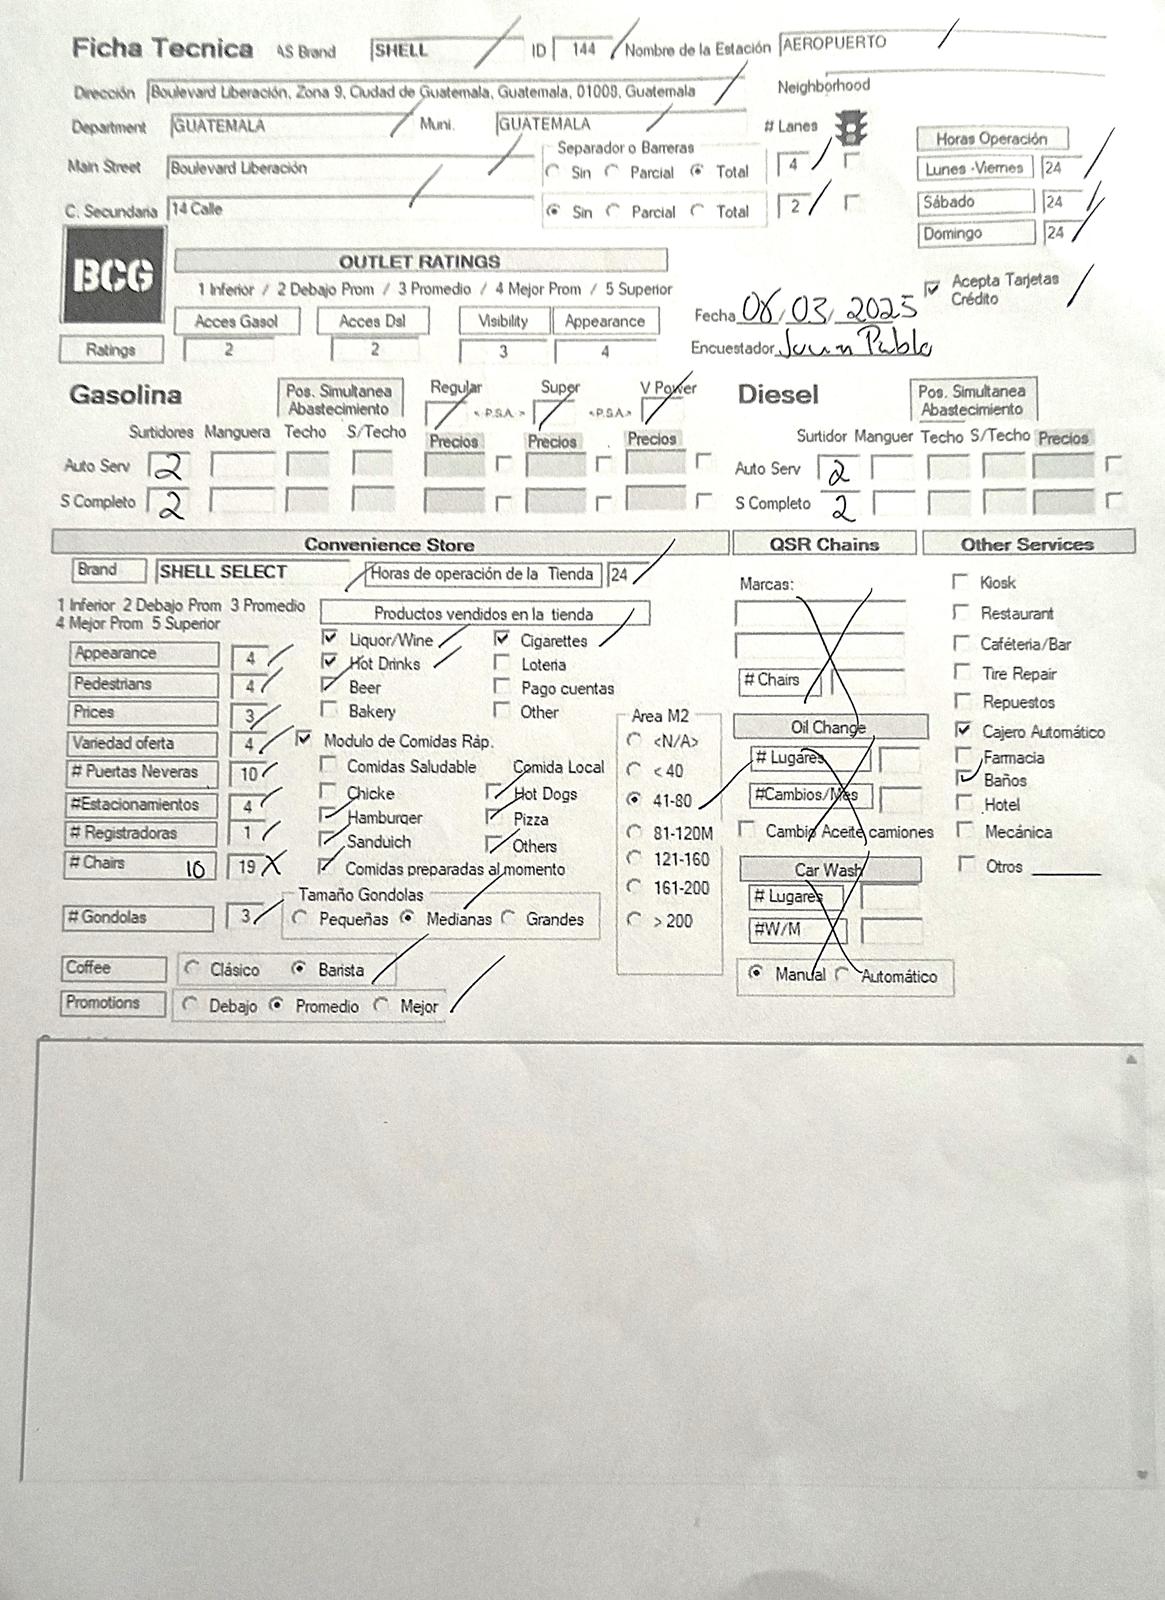 Ficha Tecnica AS Brand SHELL ID 144 Nombre de la Estación AEROPUERTO
Dirección Boulevard Liberación, Zona 9, Ciudad de Guatemala, Guatemala, 01009, Guatemala Neighborhood
Department GUATEMALA Muni. GUATEMALA # Lanes
Horas Operación
Separador o Barreras
Main Street Boulevard Liberación Sin Parcial Total 4 Lunes -Viernes 24
C. Secundaria 14 Calle Sin Parcial Total 2 Sábado 24
Domingo 24
BCG
OUTLET RATINGS
1 Inferior / 2 Debajo Prom / 3 Promedio / 4 Mejor Prom / 5 Superior
Acepta Tarjetas
Crédito
Acces Gasol Acces Dsl Visibility Appearance Fecha 08/03/2025
Ratings 2 2 3 4 Encuestador Juan Pablo
Gasolina Pos. Simultanea Abastecimiento Regular <P.S.A.> Super <P.S.A.> V Power Diesel Pos. Simultanea Abastecimiento
Surtidores Manguera Techo S/Techo Precios Precios Precios Surtidor Manguer Techo S/Techo Precios
Auto Serv 2 Auto Serv 2
S Completo 2 S Completo 2
Convenience Store QSR Chains Other Services
Brand SHELL SELECT Horas de operación de la Tienda 24 Marcas: Kiosk
1 Inferior 2 Debajo Prom 3 Promedio
4 Mejor Prom 5 Superior
Productos vendidos en la tienda Restaurant
Appearance 4 Liquor/Wine Cigarettes Caféteria/Bar
Pedestrians 4 Hot Drinks Loteria # Chairs Tire Repair
Prices 3 Beer Pago cuentas Repuestos
Bakery Other Area M2 Oil Change
Variedad oferta 4 Modulo de Comidas Ráp. <N/A> Cajero Automático
# Puertas Neveras 10 Comidas Saludable Comida Local < 40 # Lugares Farmacia
Baños
#Estacionamientos 4 Chicke Hot Dogs 41-80 #Cambios/Mes Hotel
# Registradoras 1 Hamburger Pizza 81-120M Cambio Aceite camiones Mecánica
Sanduich Others
# Chairs 10 19 X Comidas preparadas al momento 121-160 Car Wash Otros
Tamaño Gondolas 161-200 # Lugares
# Gondolas 3 Pequeñas Medianas Grandes > 200 #W/M
Coffee Clásico Barista Manual Automático
Promotions Debajo Promedio Mejor